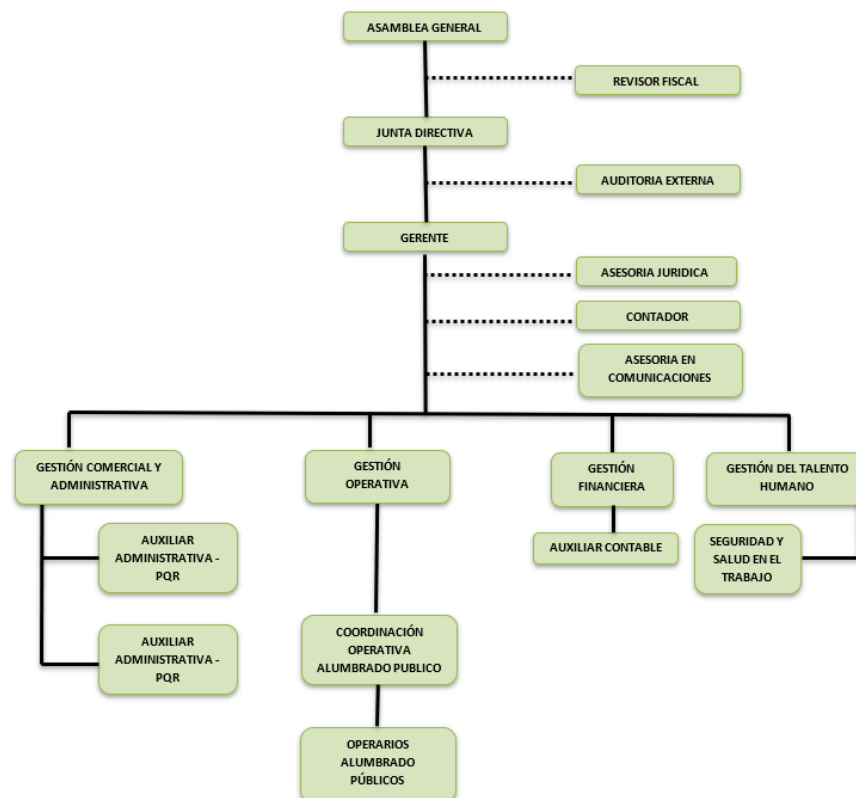 ASAMBLEA GENERAL
REVISOR FISCAL
JUNTA DIRECTIVA
AUDITORIA EXTERNA
GERENTE
ASESORIA JURIDICA
CONTADOR
ASESORIA EN
COMUNICACIONES
GESTIÓN COMERCIAL Y
ADMINISTRATIVA
GESTIÓN
OPERATIVA
GESTIÓN
FINANCIERA
GESTIÓN DEL TALENTO
HUMANO
AUXILIAR
ADMINISTRATIVA -
PQR
AUXILIAR CONTABLE
SEGURIDAD Y
SALUD EN EL
TRABAJO
AUXILIAR
ADMINISTRATIVA -
PQR
COORDINACIÓN
OPERATIVA
ALUMBRADO PUBLICO
OPERARIOS
ALUMBRADO
PÚBLICOS